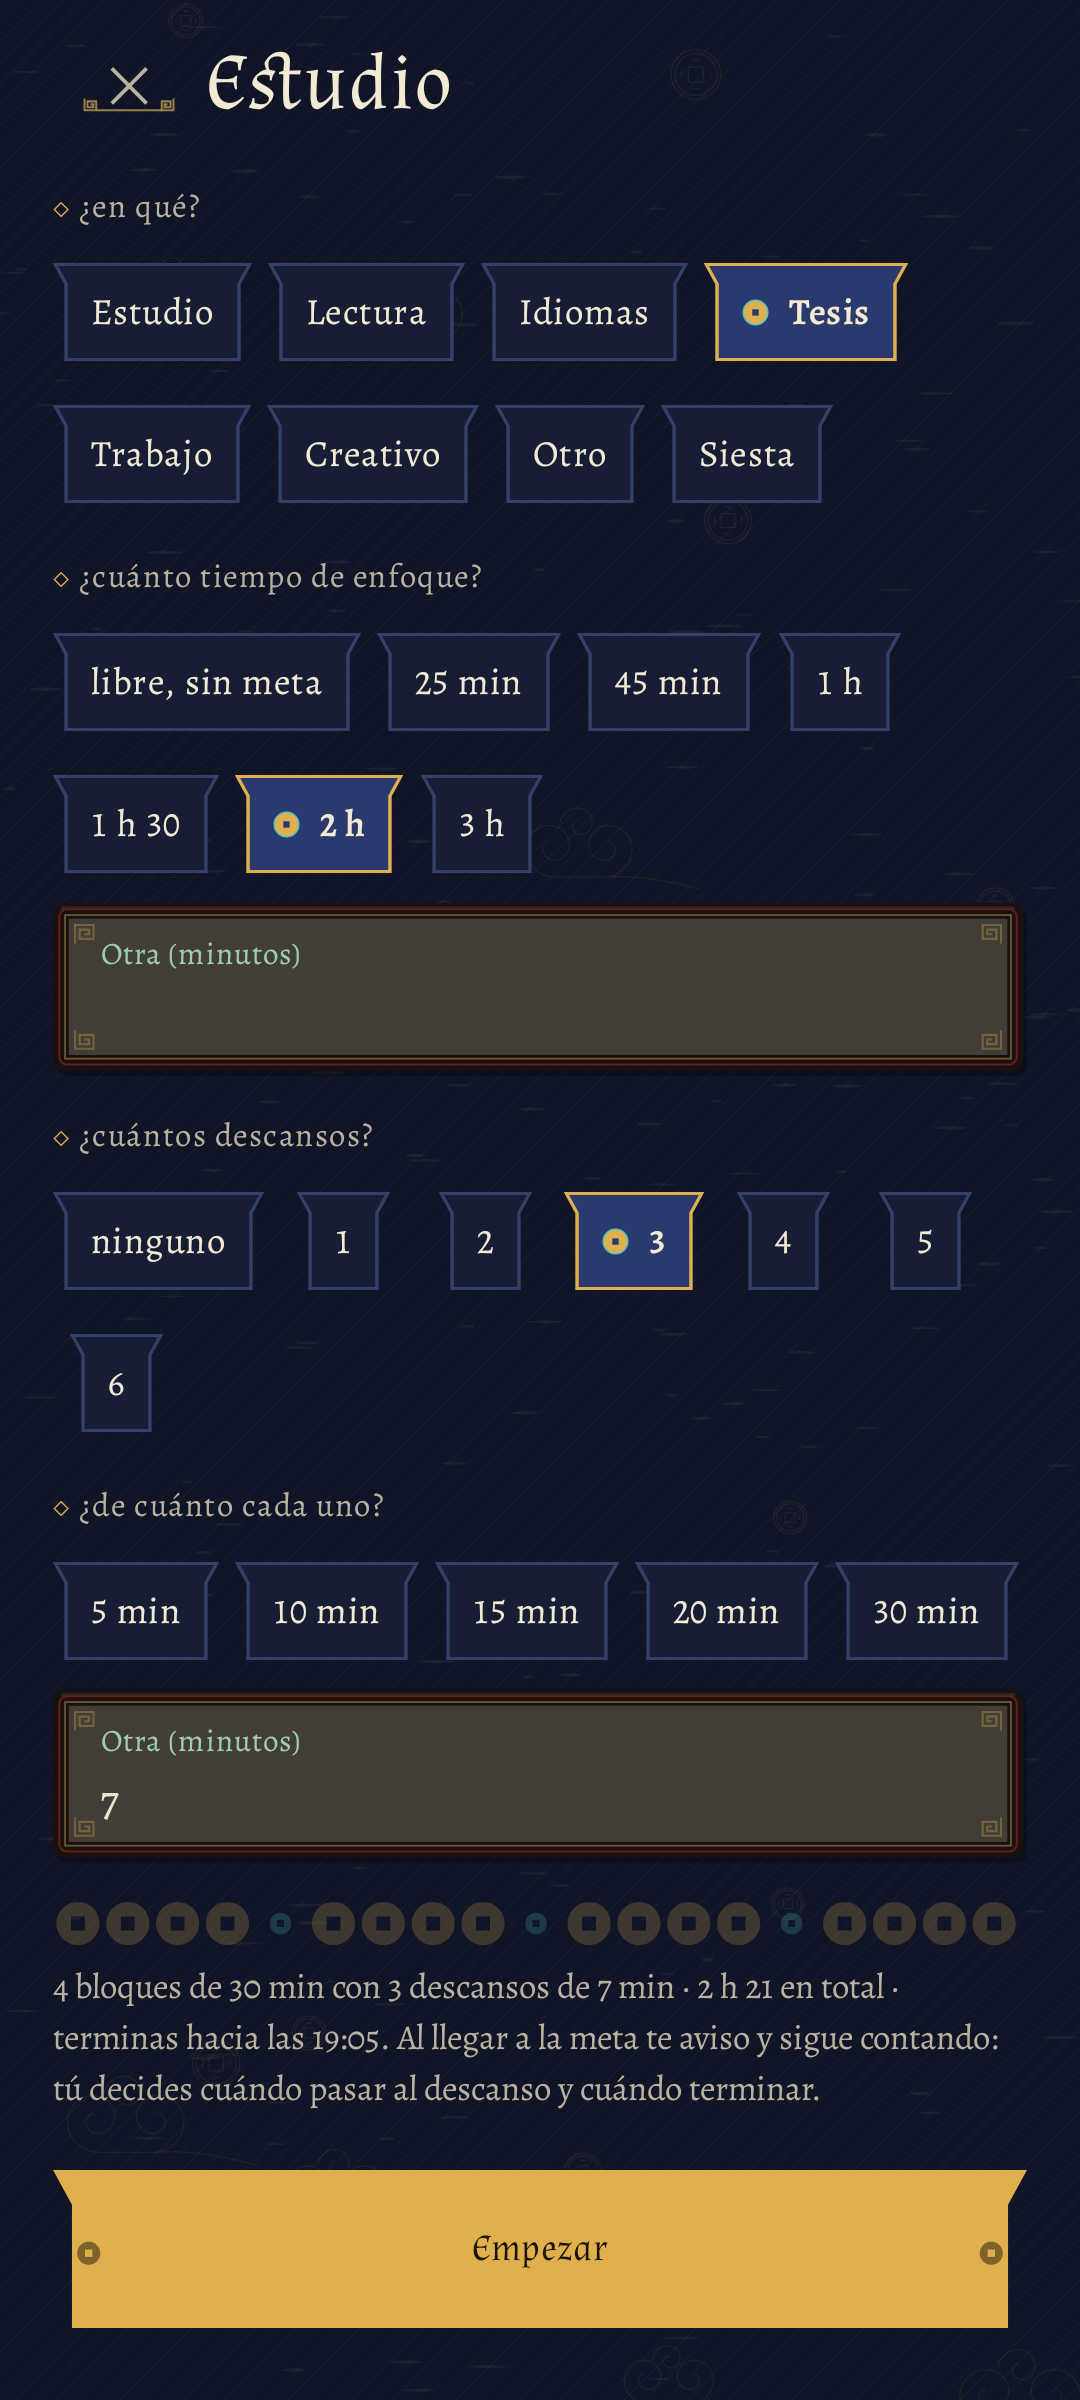 Estudio
¿en qué?
Estudio Lectura Idiomas Tesis
Trabajo Creativo Otro Siesta
¿cuánto tiempo de enfoque?
libre, sin meta 25 min 45 min 1 h
1 h 30 2 h 3 h
Otra (minutos)
¿cuántos descansos?
ninguno 1 2 3 4 5
6
¿de cuánto cada uno?
5 min 10 min 15 min 20 min 30 min
Otra (minutos)
7
4 bloques de 30 min con 3 descansos de 7 min · 2 h 21 en total ·
terminas hacia las 19:05. Al llegar a la meta te aviso y sigue contando:
tú decides cuándo pasar al descanso y cuándo terminar.
Empezar